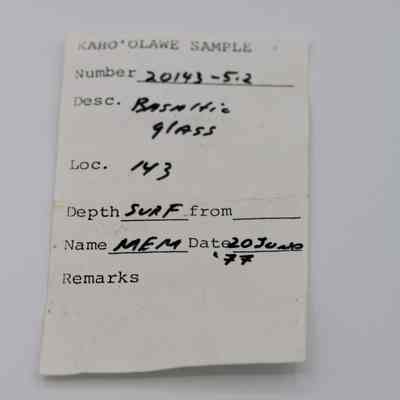 KAHO'OLAWE SAMPLE
Number 20143-5.2
Desc. Basaltic
glass
Loc. 143
Depth SURF from
Name MEM Date 20 June
'77
Remarks